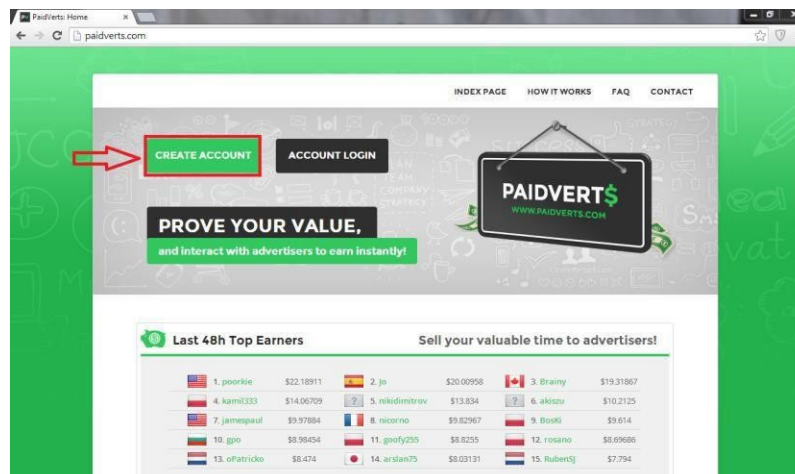 PaidVerts: Home
paidverts.com
INDEX PAGE HOW IT WORKS FAQ CONTACT
CREATE ACCOUNT ACCOUNT LOGIN
PAIDVERT$
WWW.PAIDVERTS.COM
PROVE YOUR VALUE,
and interact with advertisers to earn instantly!
Last 48h Top Earners Sell your valuable time to advertisers!
1. poorkie $22.18911 2. Jo $20.00958 3. Brainy $19.31867
4. kamil333 $14.06709 5. nikidimitrov $13.834 6. akiszu $10.2125
7. jamespaul $9.97884 8. nicorno $9.82967 9. BosKi $9.614
10. gpo $8.98454 11. goofy255 $8.8255 12. rosano $8.69686
13. oPatricko $8.474 14. arslan75 $8.03131 15. RubenSJ $7.794